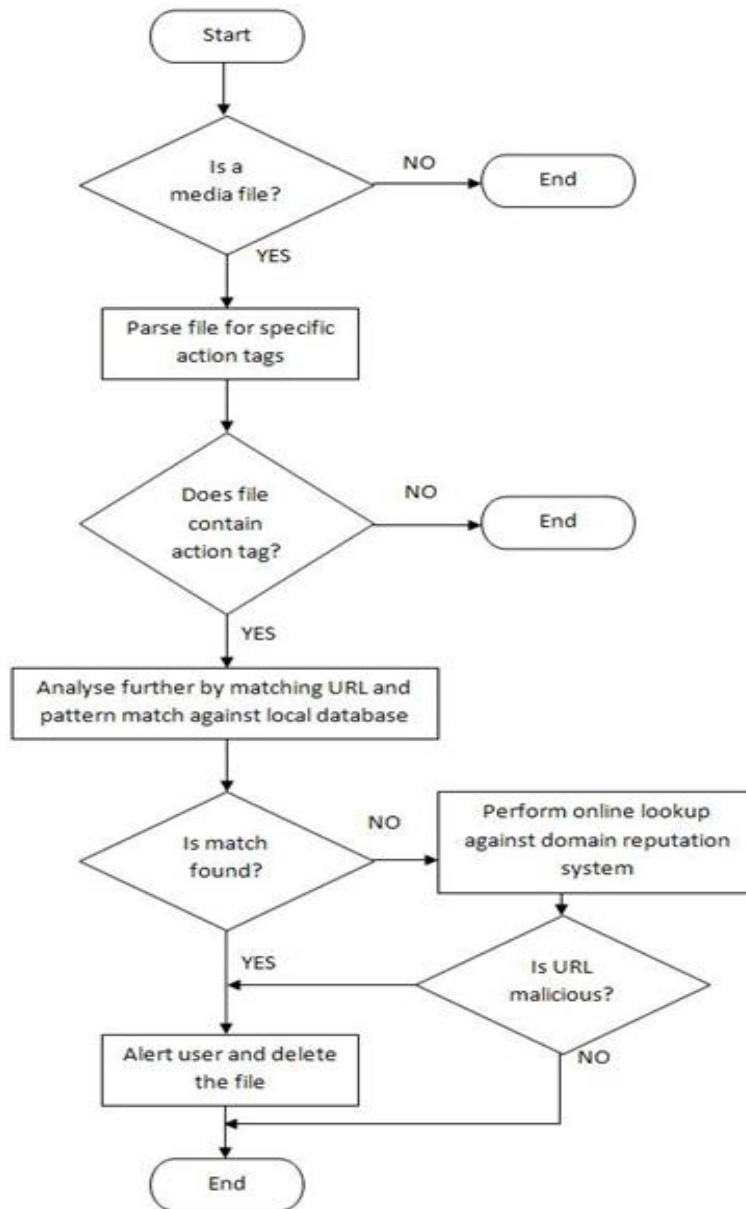 Start
Is a
media file?
NO
End
YES
Parse file for specific
action tags
Does file
contain
action tag?
NO
End
YES
Analyse further by matching URL and
pattern match against local database
Is match
found?
NO
Perform online lookup
against domain reputation
system
YES
Is URL
malicious?
NO
Alert user and delete
the file
End